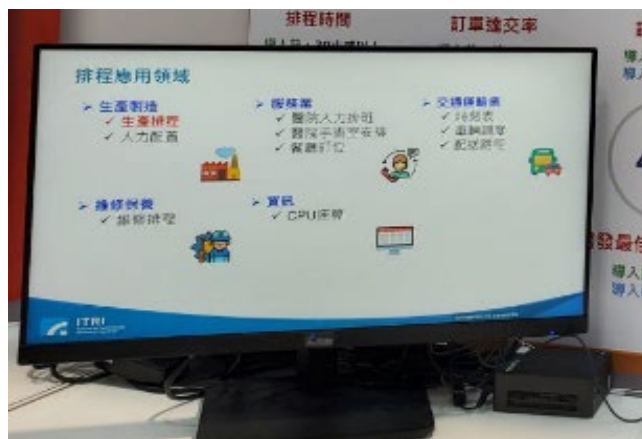 排程時間
訂單達交率
排程應用領域
➤ 生產製造
✓ 生產排程
✓ 人力配置
➤ 服務業
✓ 醫院人力排班
✓ 醫院手術室安排
✓ 餐廳訂位
➤ 交通運輸業
✓ 時刻表
✓ 車輛調度
✓ 配送路徑
➤ 維修保養
✓ 維修排程
➤ 資訊
✓ CPU排程
ITRI
導入
導入